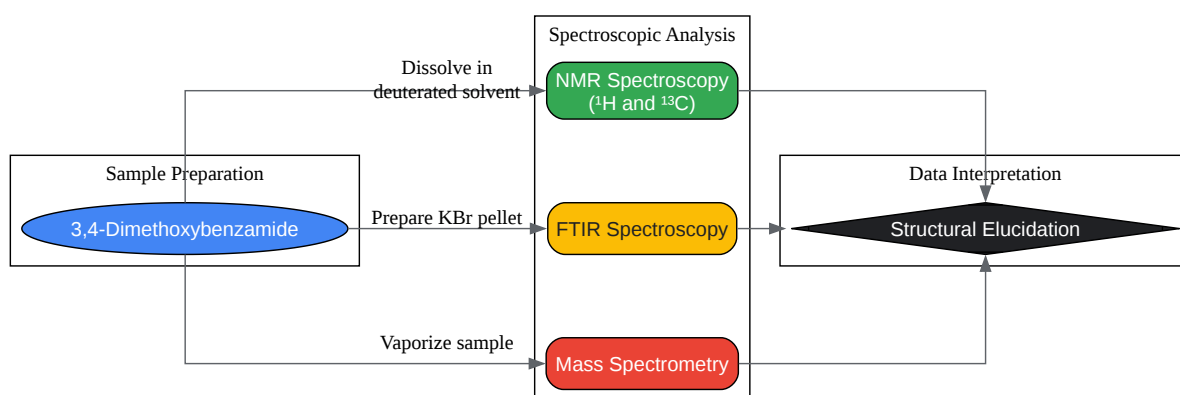 Spectroscopic Analysis
Dissolve in
deuterated solvent
NMR Spectroscopy
(¹H and ¹³C)
Sample Preparation
3,4-Dimethoxybenzamide
Prepare KBr pellet
FTIR Spectroscopy
Data Interpretation
Structural Elucidation
Vaporize sample
Mass Spectrometry